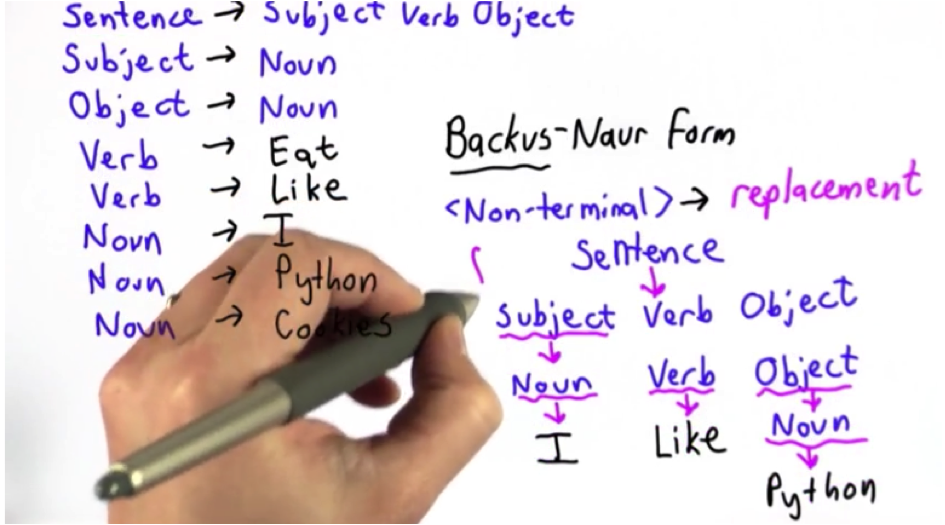 Sentence → Subject Verb Object
Subject → Noun
Object → Noun
Verb → Eat
Verb → Like
Noun → I
Noun → Python
Noun → Cookies
Backus-Naur Form
<Non-terminal> → replacement
Sentence
Subject Verb Object
Noun Verb Object
I Like Noun
Python